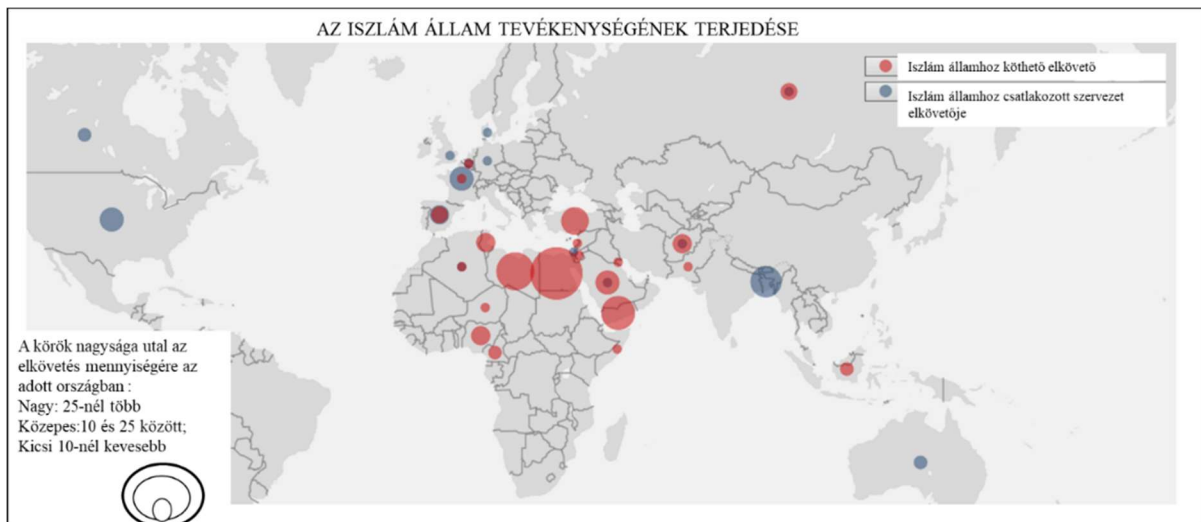 AZ ISZLÁM ÁLLAM TEVÉKENYSÉGÉNEK TERJEDÉSE
Iszlám államhoz köthető elkövető
Iszlám államhoz csatlakozott szervezet
elkövetője
A körök nagysága utal az
elkövetés mennyiségére az
adott országban :
Nagy: 25-nél több
Közepes:10 és 25 között;
Kicsi 10-nél kevesebb